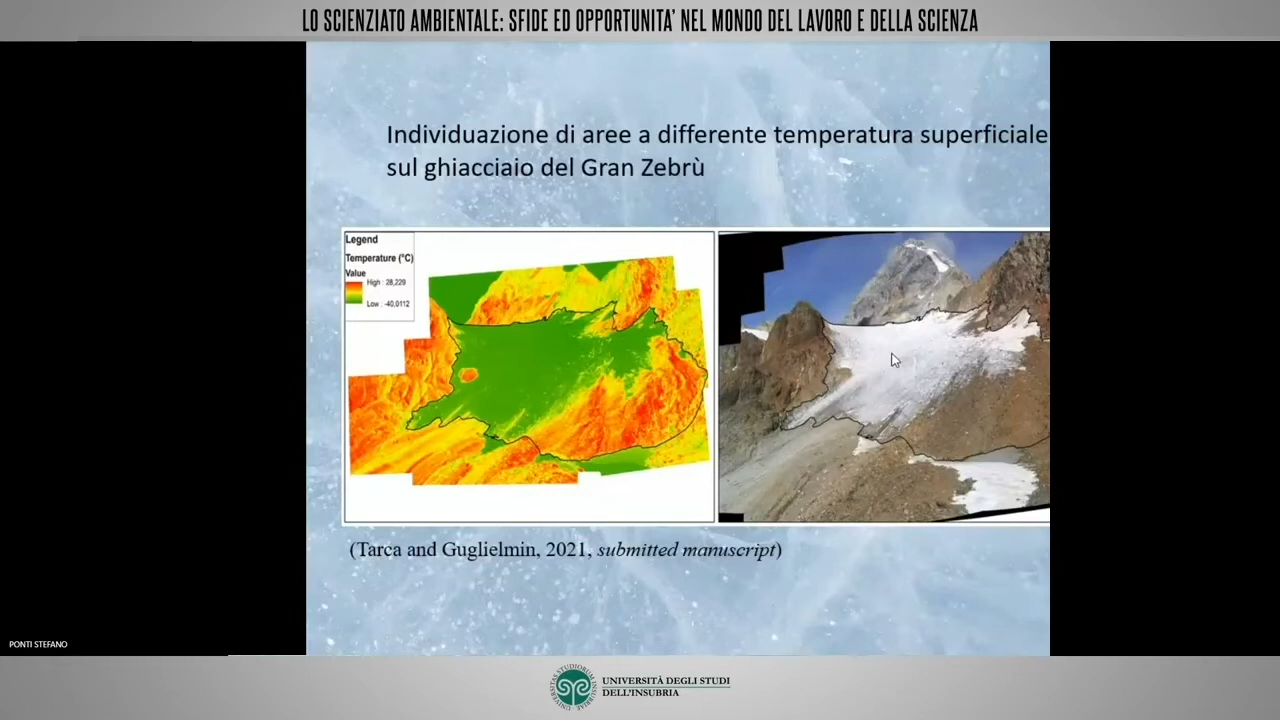 LO SCIENZIATO AMBIENTALE: SFIDE ED OPPORTUNITA' NEL MONDO DEL LAVORO E DELLA SCIENZA
Individuazione di aree a differente temperatura superficiale
sul ghiacciaio del Gran Zebrù
Legend
Temperature (°C)
Value
High : 28,229
Low : -40,0112
(Tarca and Guglielmin, 2021, submitted manuscript)
PONTI STEFANO
UNIVERSITÀ DEGLI STUDI
DELL'INSUBRIA